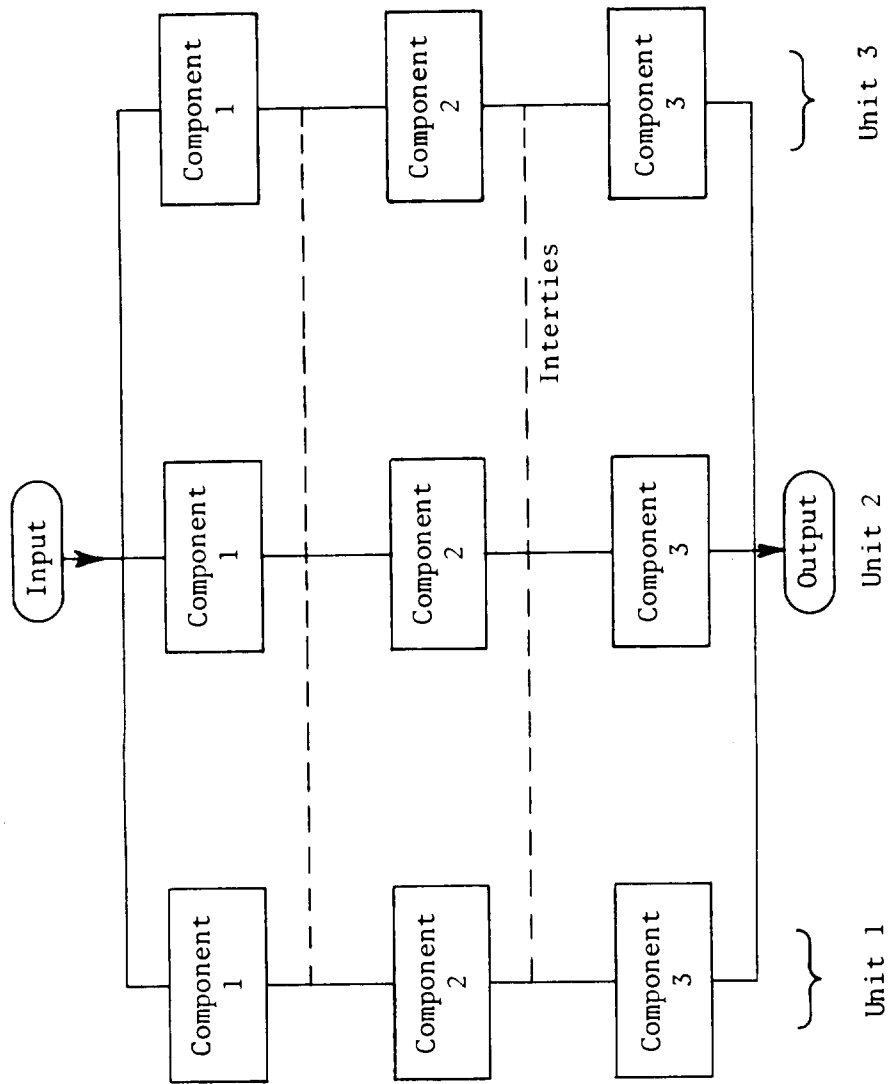 Input
Component
1
Component
1
Component
1
Component
2
Component
2
Component
2
Interties
Component
3
Component
3
Component
3
Output
Unit 1
Unit 2
Unit 3